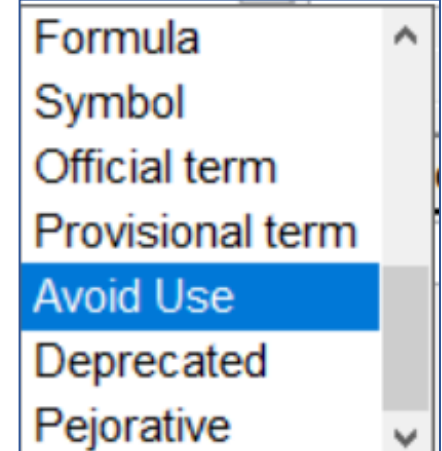 Formula
Symbol
Official term
Provisional term
Avoid Use
Deprecated
Pejorative